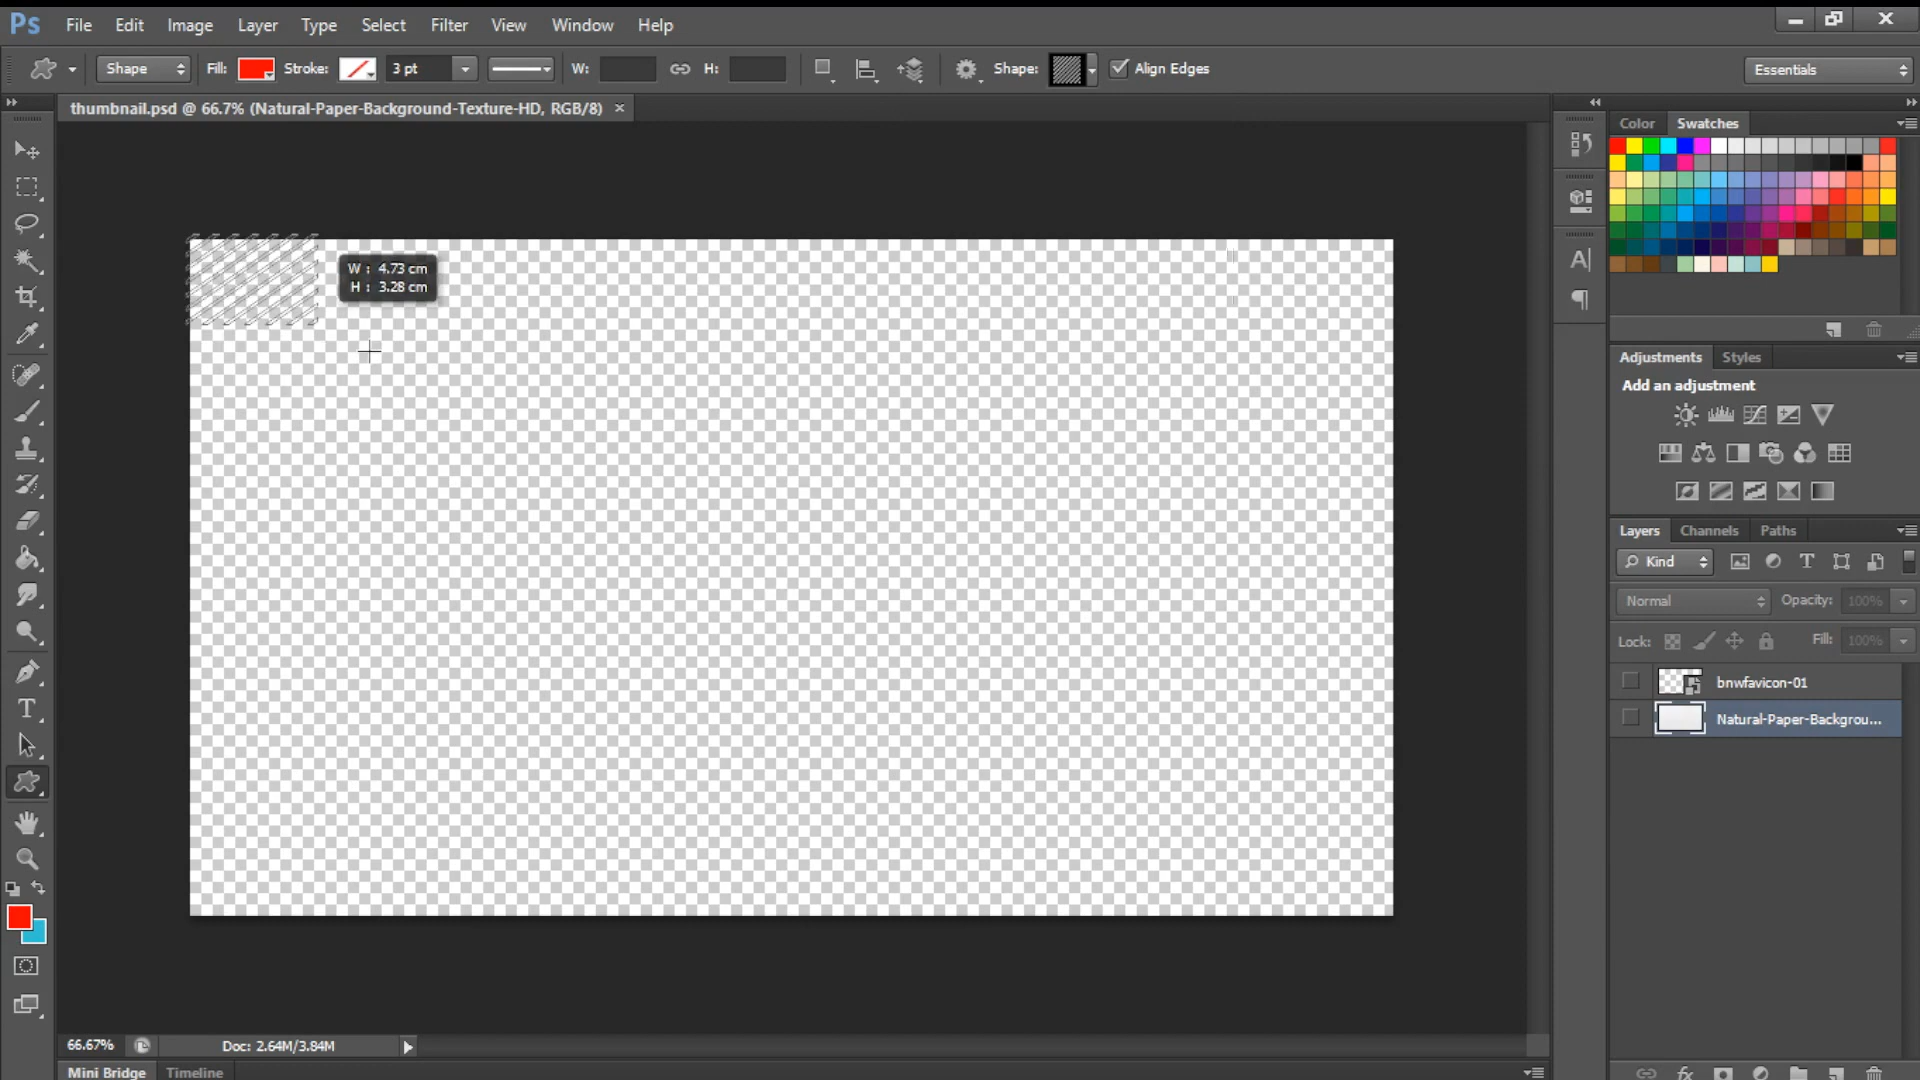 Ps File Edit Image Layer Type Select Filter View Window Help
Shape Fill: Stroke: 3 pt W: H: Shape: Align Edges Essentials
thumbnail.psd @ 66.7% (Natural-Paper-Background-Texture-HD, RGB/8) ×
Color Swatches
W : 4.73 cm
H : 3.28 cm
Adjustments Styles
Add an adjustment
Layers Channels Paths
Kind
Normal Opacity: 100%
Lock: Fill: 100%
bnwfavicon-01
Natural-Paper-Backgrou...
66.67% Doc: 2.64M/3.84M
Mini Bridge Timeline